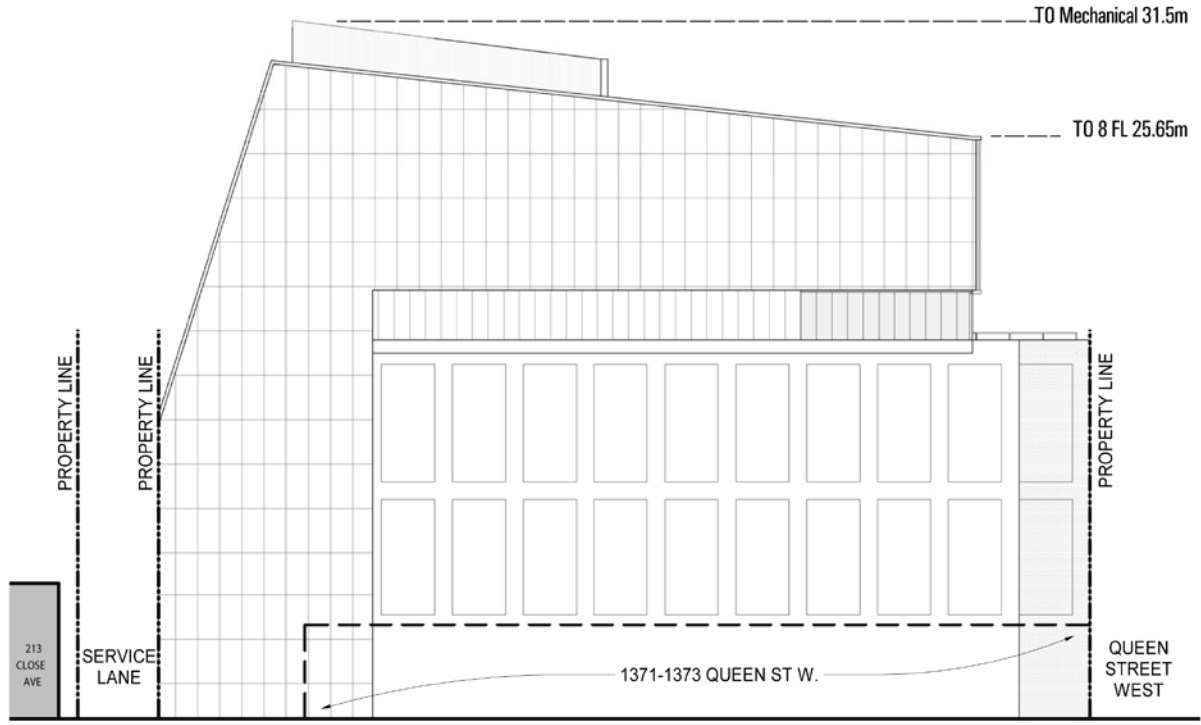 TO Mechanical 31.5m
TO 8 FL 25.65m
PROPERTY LINE
PROPERTY LINE
PROPERTY LINE
213
CLOSE
AVE
SERVICE
LANE
1371-1373 QUEEN ST W.
QUEEN
STREET
WEST